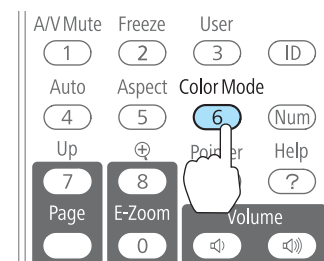 A/V Mute Freeze User
1 2 3 ID
Auto Aspect Color Mode
4 5 6 Num
Up Pointer Help
7 8 ?
Page E-Zoom Volume
0